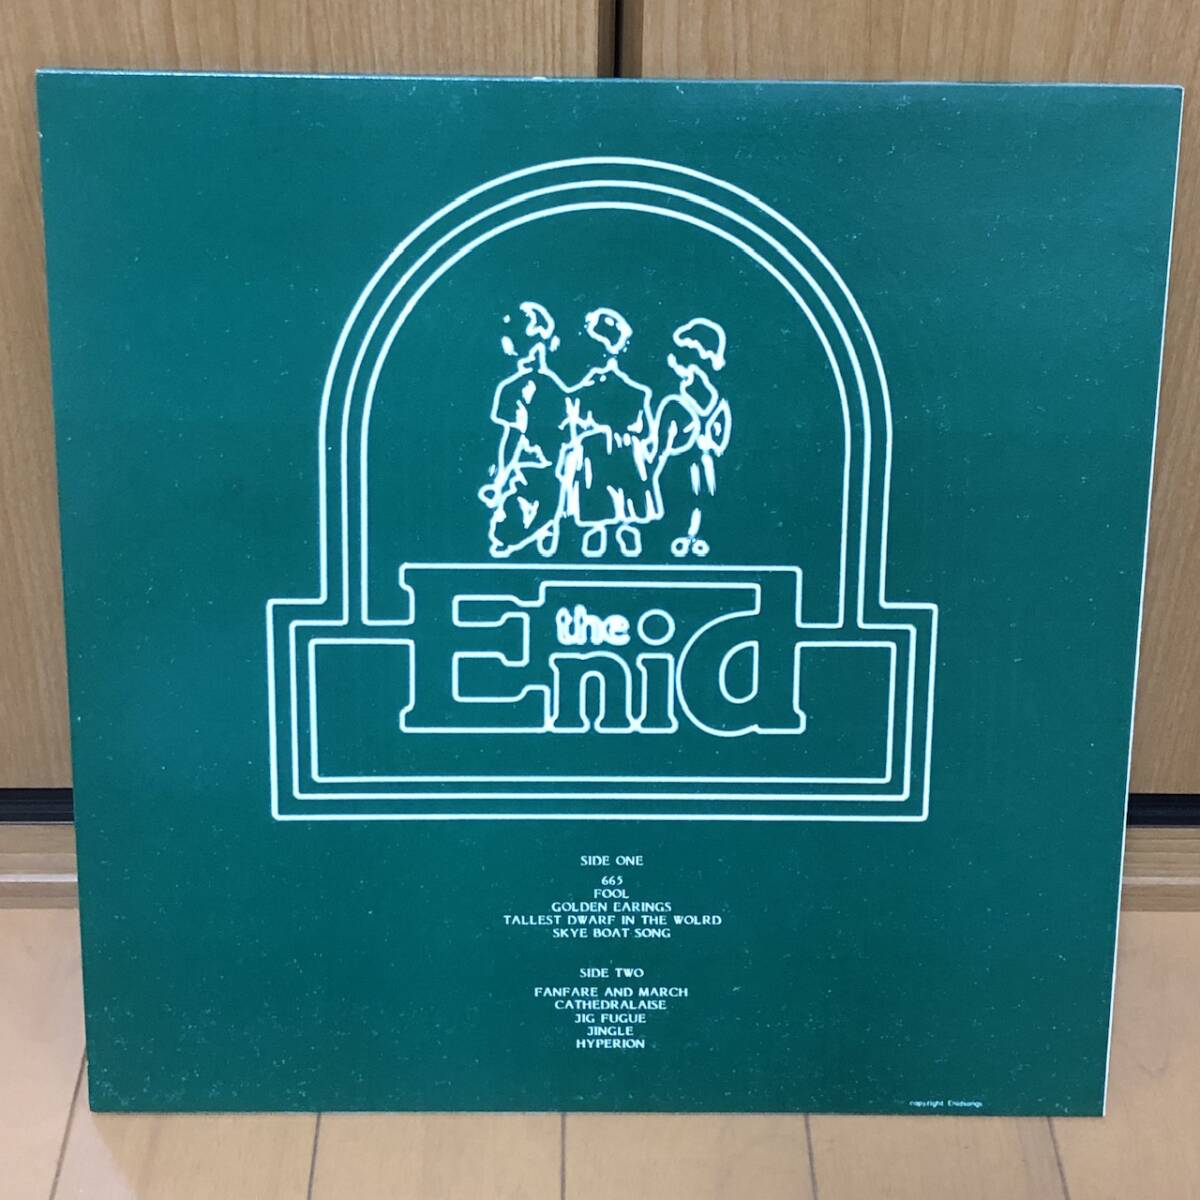 the
Enid
SIDE ONE
665
FOOL
GOLDEN EARINGS
TALLEST DWARF IN THE WOLRD
SKYE BOAT SONG
SIDE TWO
FANFARE AND MARCH
CATHEDRALAISE
JIG FUGUE
JINGLE
HYPERION
copyright Enidsongs